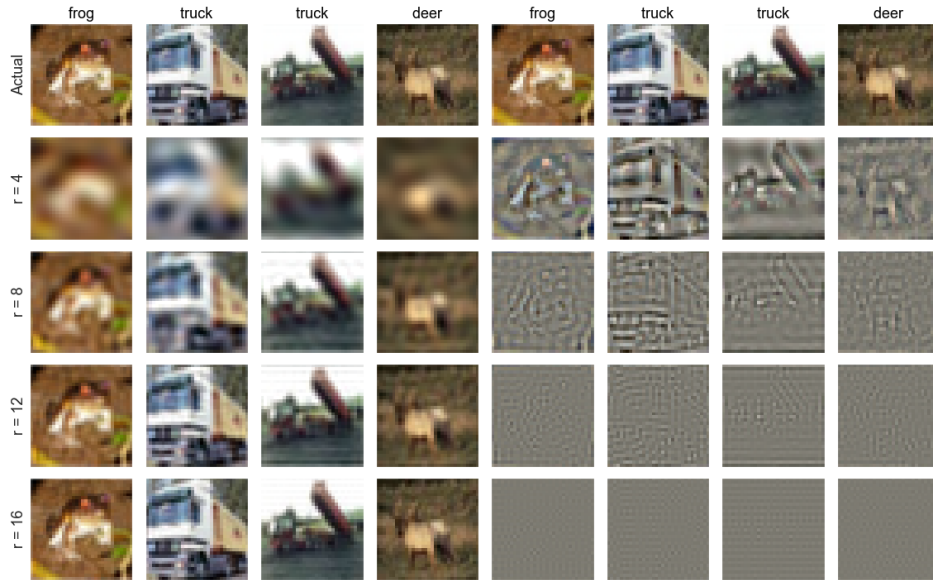 frog truck truck deer frog truck truck deer
Actual
r = 4
r = 8
r = 12
r = 16